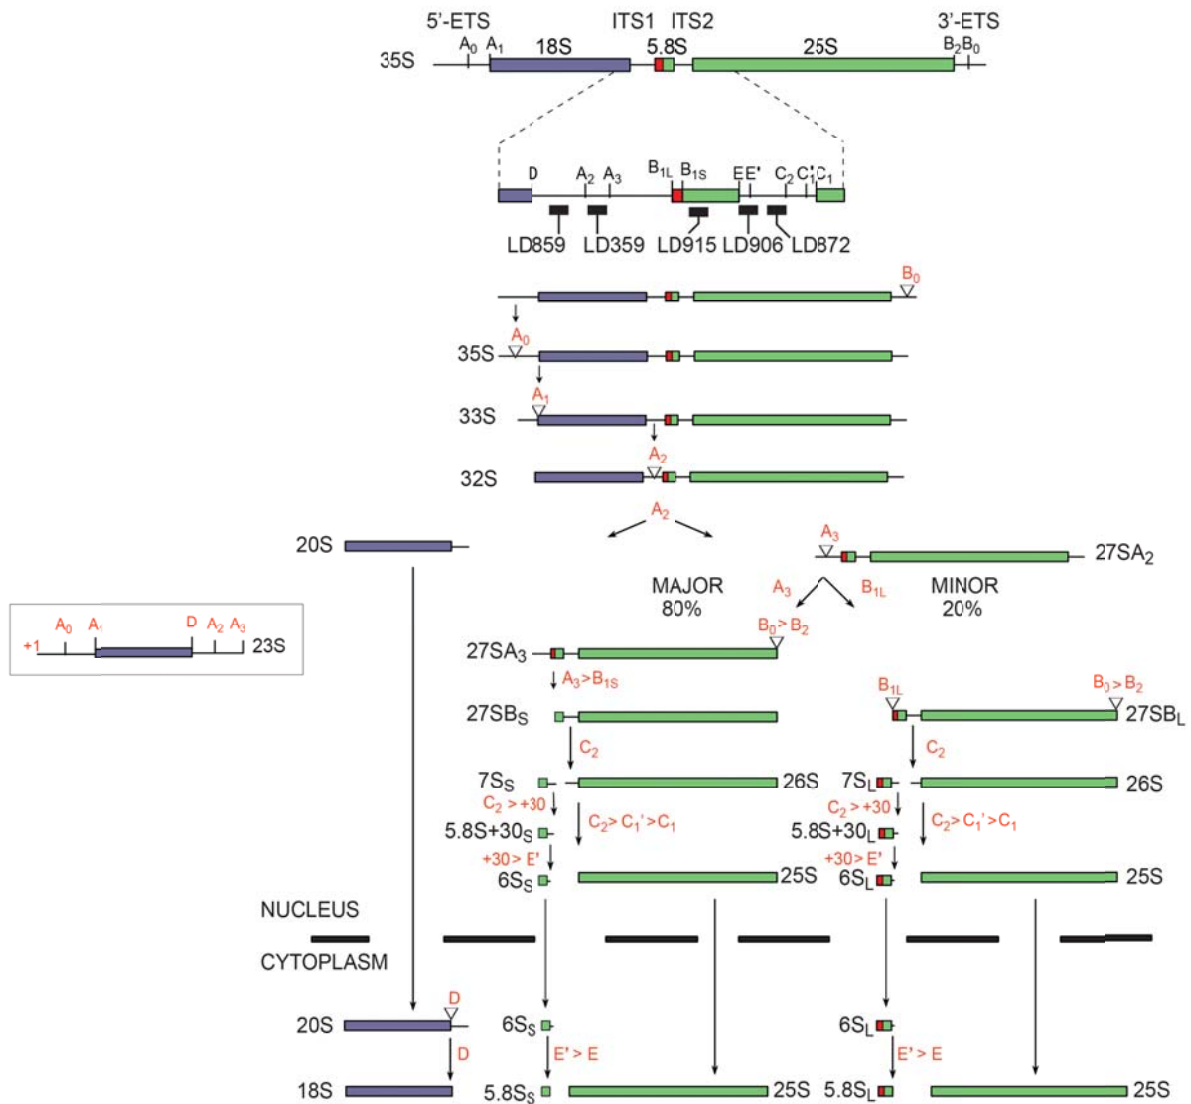 5'-ETS ITS1 ITS2 3'-ETS
A0 A1 18S 5.8S 25S B2B0
35S
D A2 A3 B1L B1S EE' C2 C1'C1
LD859 LD359 LD915 LD906 LD872
B0
A0
35S
A1
33S
A2
32S
A2
20S A3 27SA2
MAJOR A3 B1L MINOR
80% 20%
A0 A1 D A2 A3
+1 23S
B0>B2
27SA3
A3>B1S
B1L B0>B2
27SBS 27SBL
C2 C2
7SS 26S 7SL 26S
C2>+30 C2>C1'>C1 C2>+30 C2>C1'>C1
5.8S+30S 5.8S+30L
+30>E' +30>E'
6SS 25S 6SL 25S
NUCLEUS
CYTOPLASM
D
20S 6SS 6SL
D E'>E E'>E
18S 5.8SS 25S 5.8SL 25S